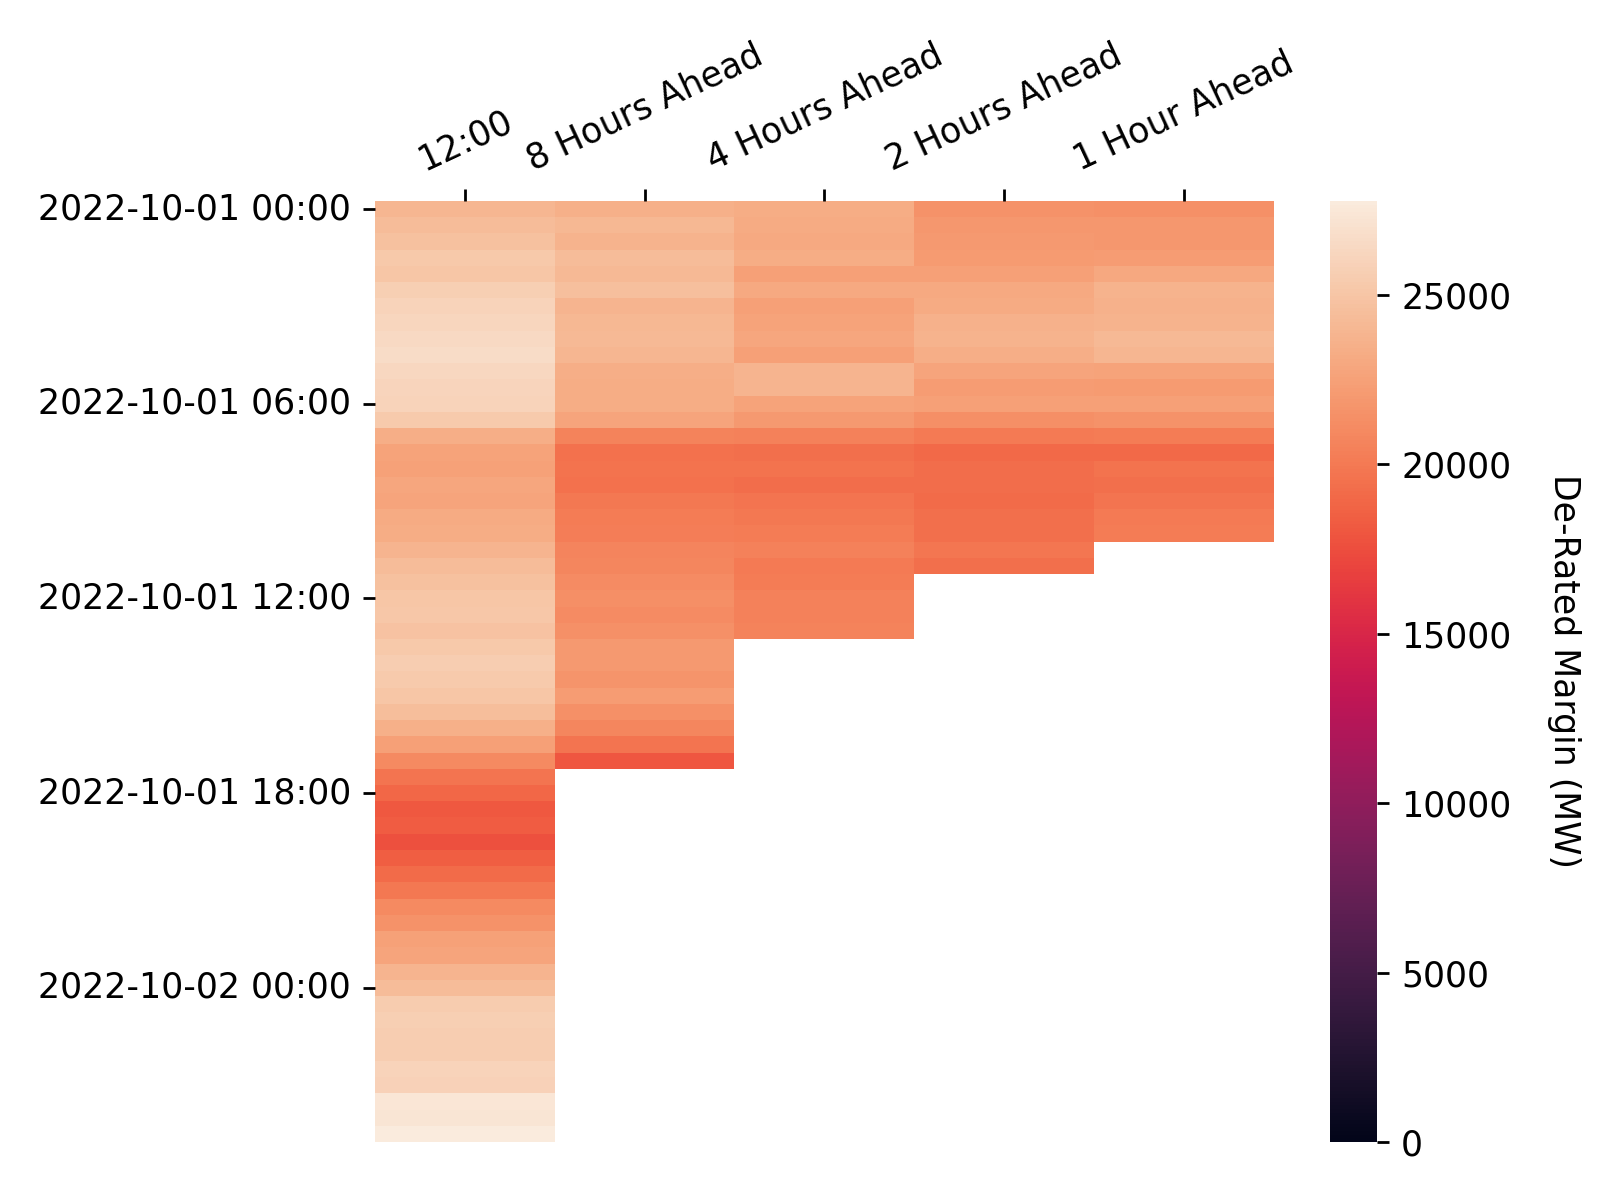 12:00
8 Hours Ahead
4 Hours Ahead
2 Hours Ahead
1 Hour Ahead
2022-10-01 00:00
2022-10-01 06:00
2022-10-01 12:00
2022-10-01 18:00
2022-10-02 00:00
25000
20000
15000
10000
5000
0
De-Rated Margin (MW)